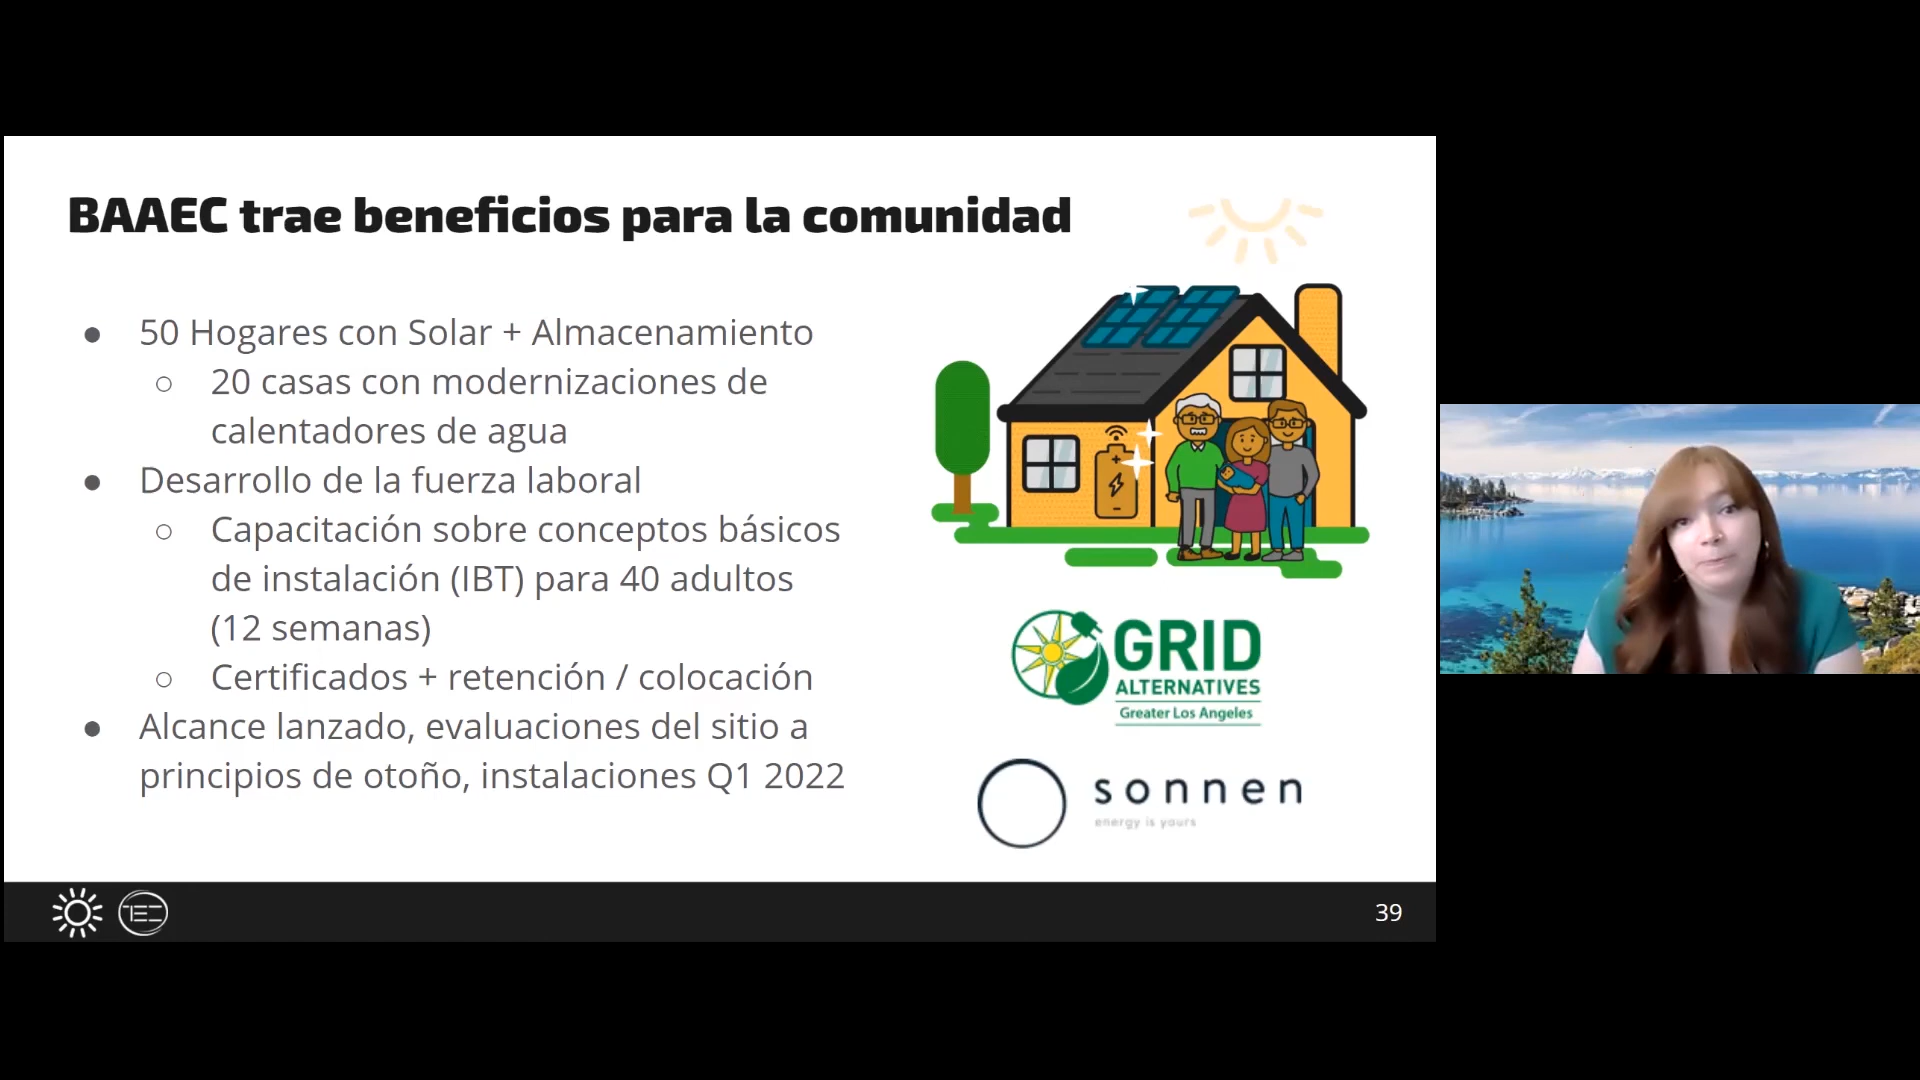 BAAEC trae beneficios para la comunidad
● 50 Hogares con Solar + Almacenamiento
○ 20 casas con modernizaciones de
calentadores de agua
● Desarrollo de la fuerza laboral
○ Capacitación sobre conceptos básicos
de instalación (IBT) para 40 adultos
(12 semanas)
○ Certificados + retención / colocación
● Alcance lanzado, evaluaciones del sitio a
principios de otoño, instalaciones Q1 2022
GRID
ALTERNATIVES
Greater Los Angeles
sonnen
energy is yours
TEC
39